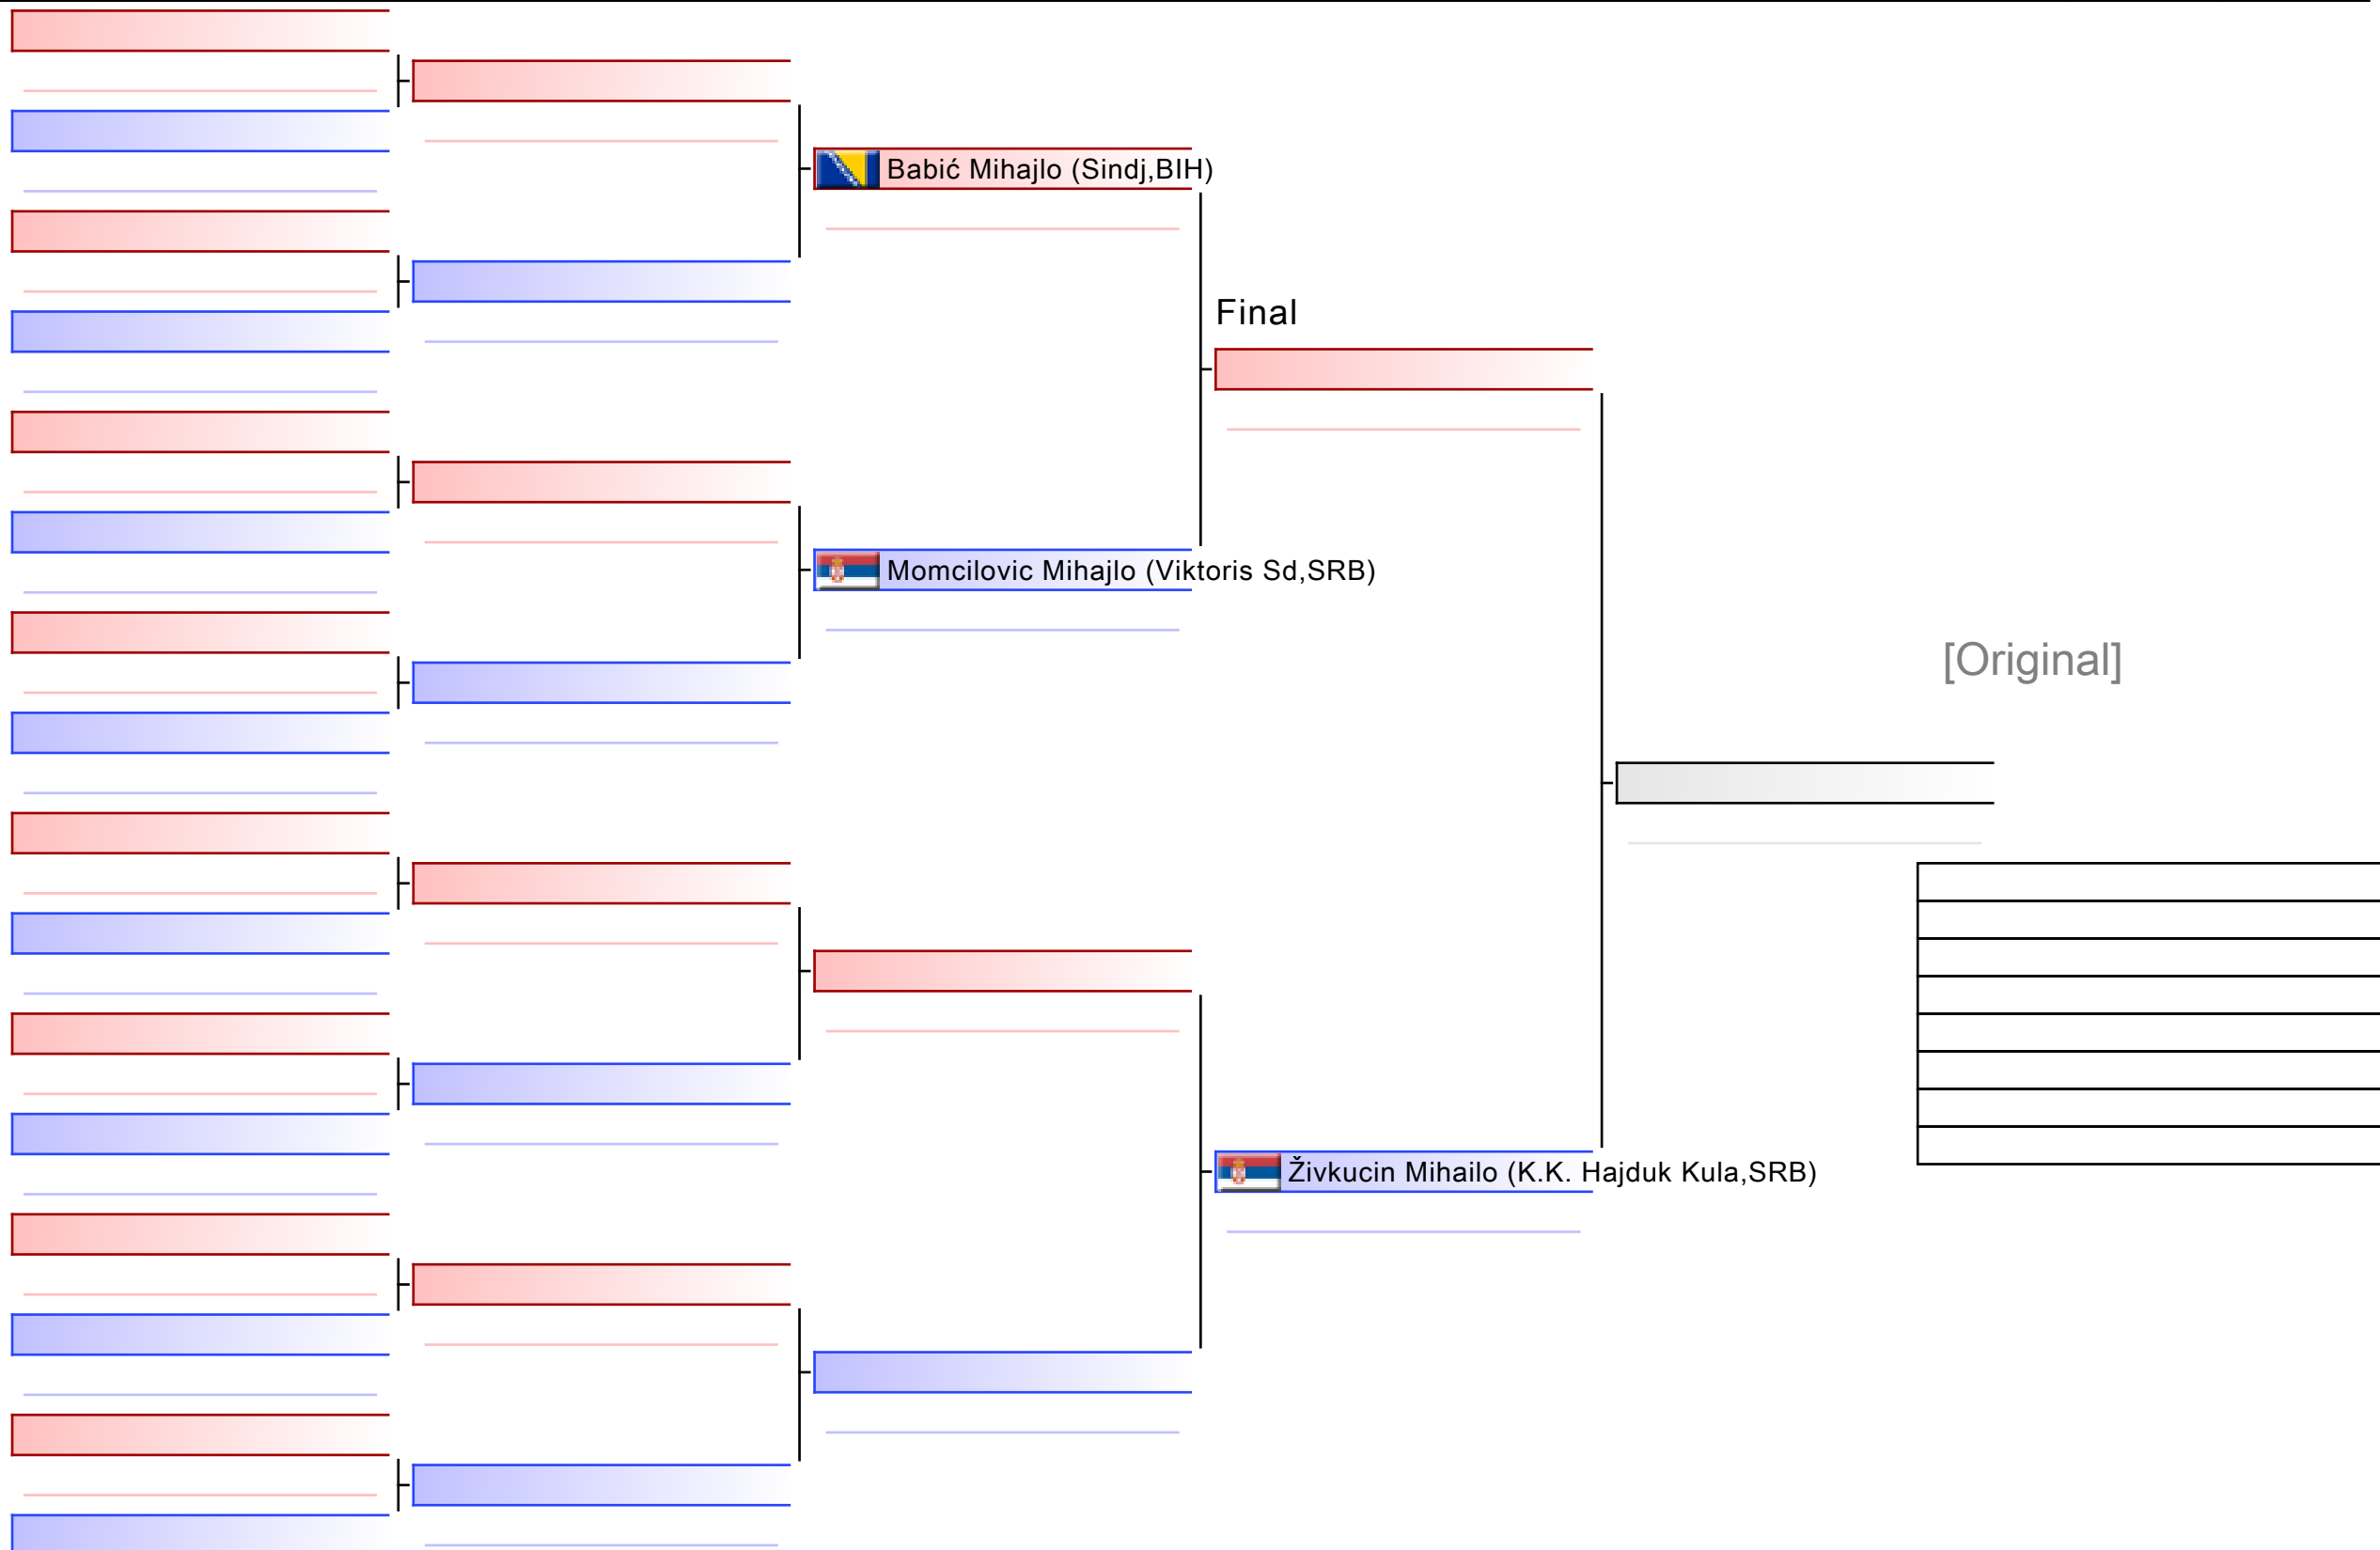 Babić Mihajlo (Sindj,BIH)
Final
Momcilovic Mihajlo (Viktoris Sd,SRB)
[Original]
Živkucin Mihailo (K.K. Hajduk Kula,SRB)